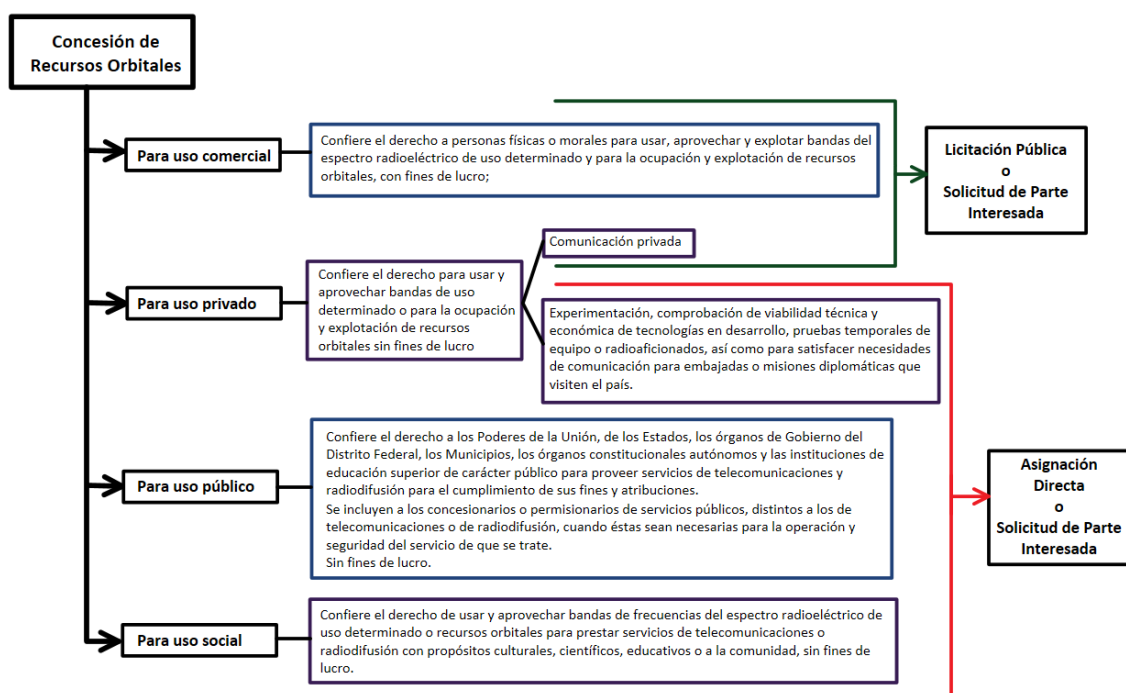 Concesión de
Recursos Orbitales
Para uso comercial
Confiere el derecho a personas físicas o morales para usar, aprovechar y explotar bandas del
espectro radioeléctrico de uso determinado y para la ocupación y explotación de recursos
orbitales, con fines de lucro;
Licitación Pública
o
Solicitud de Parte
Interesada
Para uso privado
Confiere el derecho para usar y
aprovechar bandas de uso
determinado o para la ocupación
y explotación de recursos
orbitales sin fines de lucro
Comunicación privada
Experimentación, comprobación de viabilidad técnica y
económica de tecnologías en desarrollo, pruebas temporales de
equipo o radioaficionados, así como para satisfacer necesidades
de comunicación para embajadas o misiones diplomáticas que
visiten el país.
Para uso público
Confiere el derecho a los Poderes de la Unión, de los Estados, los órganos de Gobierno del
Distrito Federal, los Municipios, los órganos constitucionales autónomos y las instituciones de
educación superior de carácter público para proveer servicios de telecomunicaciones y
radiodifusión para el cumplimiento de sus fines y atribuciones.
Se incluyen a los concesionarios o permisionarios de servicios públicos, distintos a los de
telecomunicaciones o de radiodifusión, cuando éstas sean necesarias para la operación y
seguridad del servicio de que se trate.
Sin fines de lucro.
Asignación
Directa
o
Solicitud de Parte
Interesada
Para uso social
Confiere el derecho de usar y aprovechar bandas de frecuencias del espectro radioeléctrico de
uso determinado o recursos orbitales para prestar servicios de telecomunicaciones o
radiodifusión con propósitos culturales, científicos, educativos o a la comunidad, sin fines de
lucro.